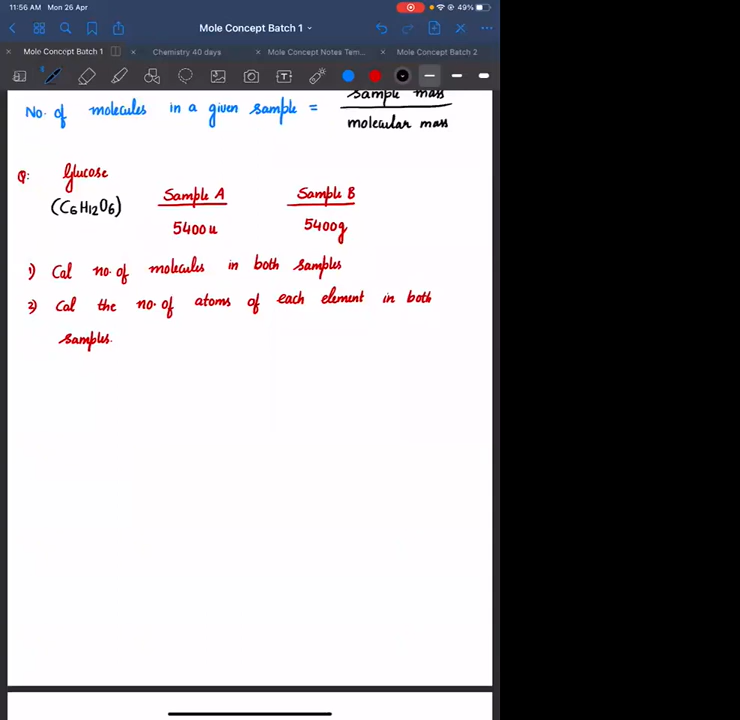 11:56 AM Mon 26 Apr
49%
Mole Concept Batch 1
Mole Concept Batch 1
Chemistry 40 days
Mole Concept Notes Tem...
Mole Concept Batch 2
sample mass
No. of molecules in a given sample =
molecular mass
Q: Glucose
(C6H12O6)
Sample A
Sample B
5400u
5400g
1) Cal no. of molecules in both samples
2) Cal the no. of atoms of each element in both
samples.